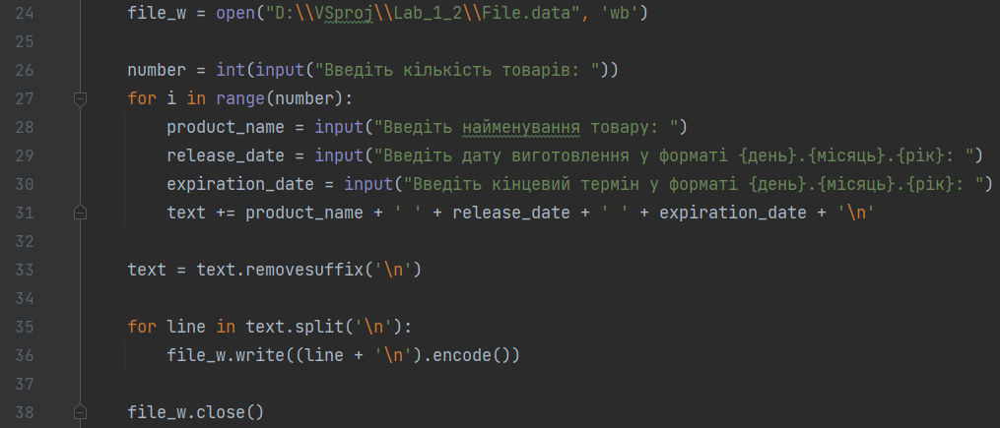 24 file_w = open("D:\\VSproj\\Lab_1_2\\File.data", 'wb')
25
26 number = int(input("Введіть кількість товарів: "))
27 for i in range(number):
28 product_name = input("Введіть найменування товару: ")
29 release_date = input("Введіть дату виготовлення у форматі {день}.{місяць}.{рік}: ")
30 expiration_date = input("Введіть кінцевий термін у форматі {день}.{місяць}.{рік}: ")
31 text += product_name + ' ' + release_date + ' ' + expiration_date + '\n'
32
33 text = text.removesuffix('\n')
34
35 for line in text.split('\n'):
36 file_w.write((line + '\n').encode())
37
38 file_w.close()